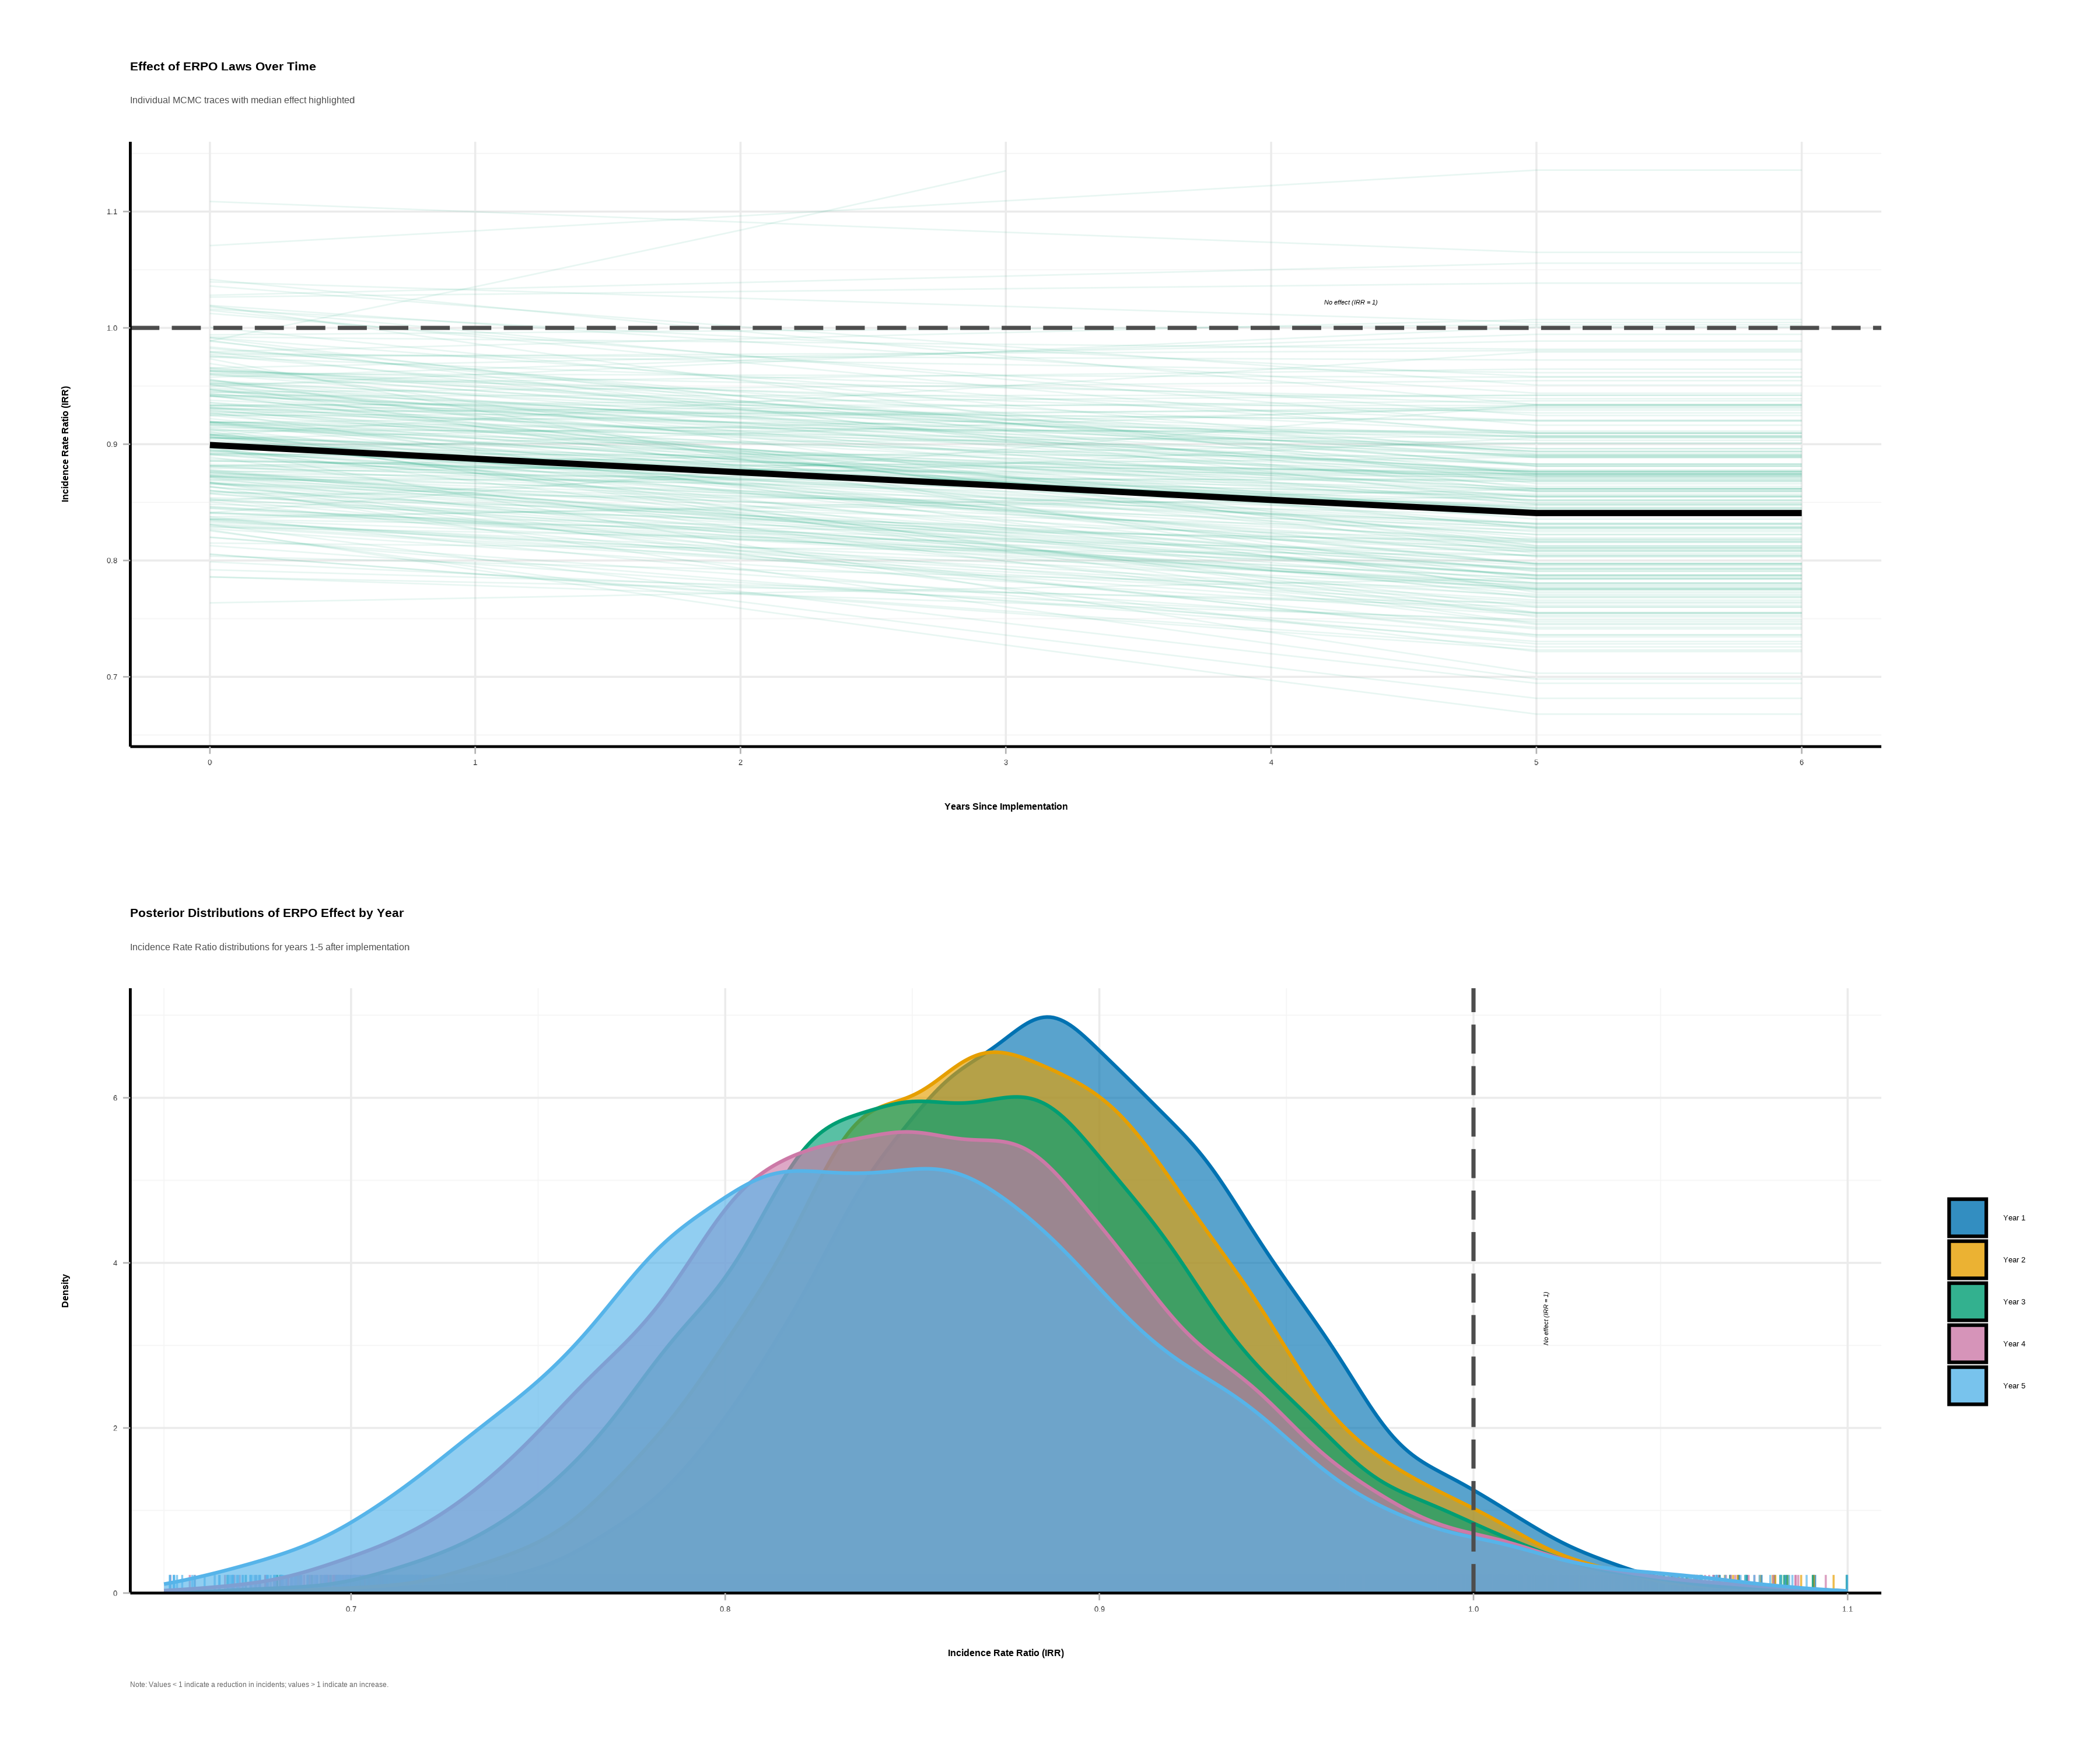 Effect of ERPO Laws Over Time
Individual MCMC traces with median effect highlighted
Incidence Rate Ratio (IRR)
1.1
1.0
0.9
0.8
0.7
No effect (IRR = 1)
0 1 2 3 4 5 6
Years Since Implementation
Posterior Distributions of ERPO Effect by Year
Incidence Rate Ratio distributions for years 1-5 after implementation
Density
6
4
2
0
No effect (IRR = 1)
0.7 0.8 0.9 1.0 1.1
Incidence Rate Ratio (IRR)
Year 1
Year 2
Year 3
Year 4
Year 5
Note: Values < 1 indicate a reduction in incidents; values > 1 indicate an increase.